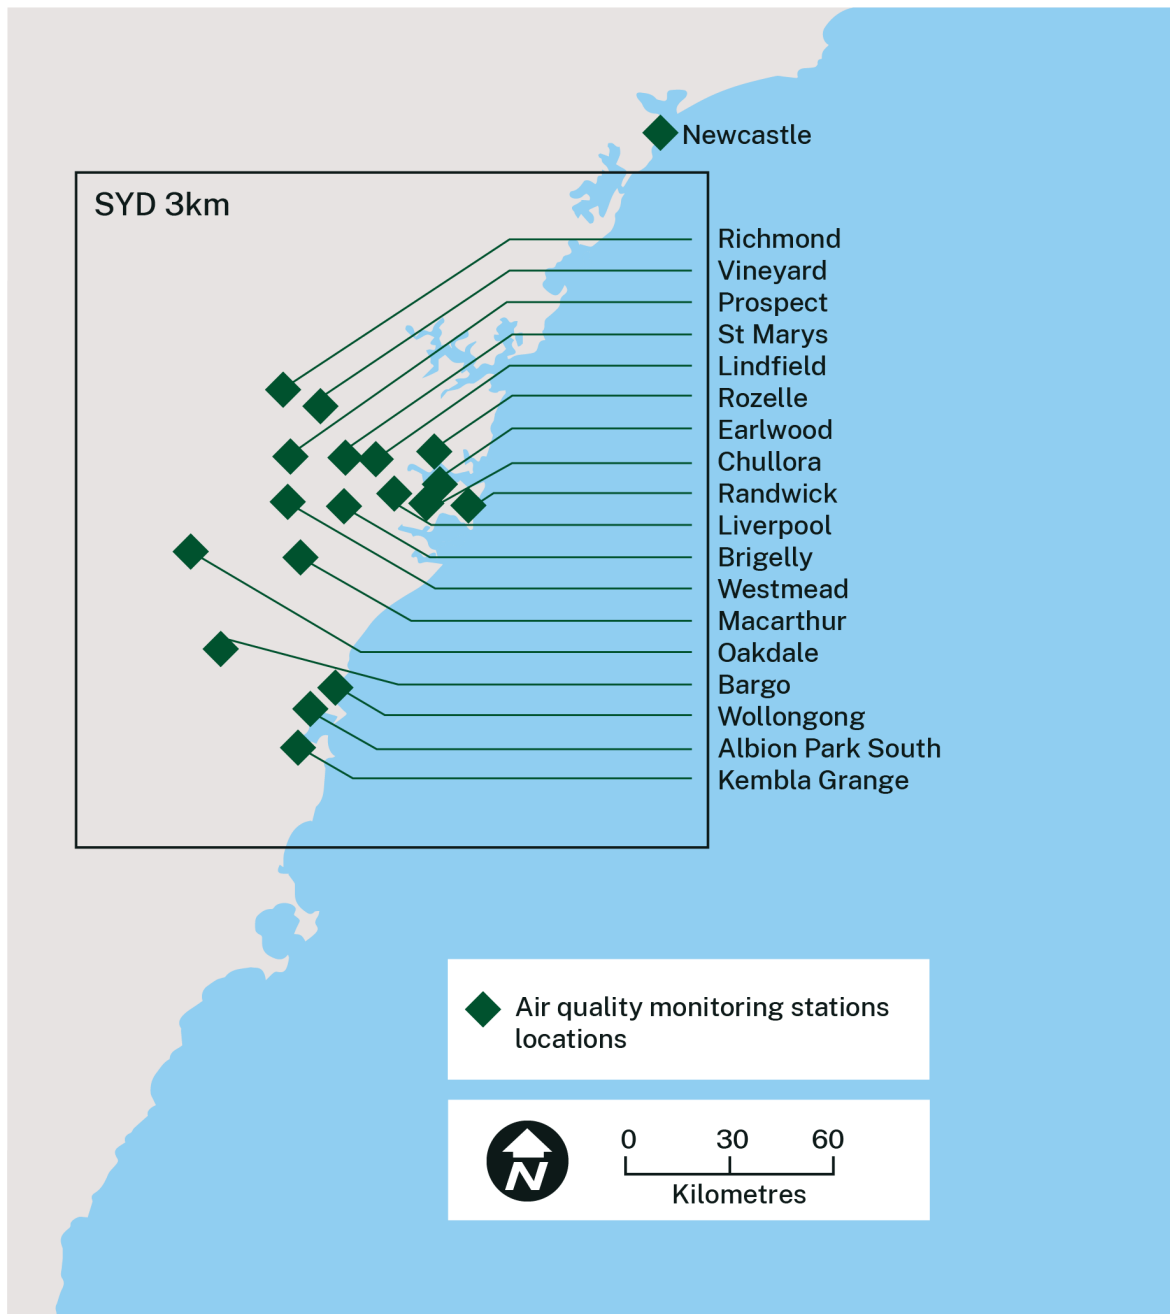 Newcastle
SYD 3km
Richmond
Vineyard
Prospect
St Marys
Lindfield
Rozelle
Earlwood
Chullora
Randwick
Liverpool
Brigelly
Westmead
Macarthur
Oakdale
Bargo
Wollongong
Albion Park South
Kembla Grange
Air quality monitoring stations
locations
N
0 30 60
Kilometres